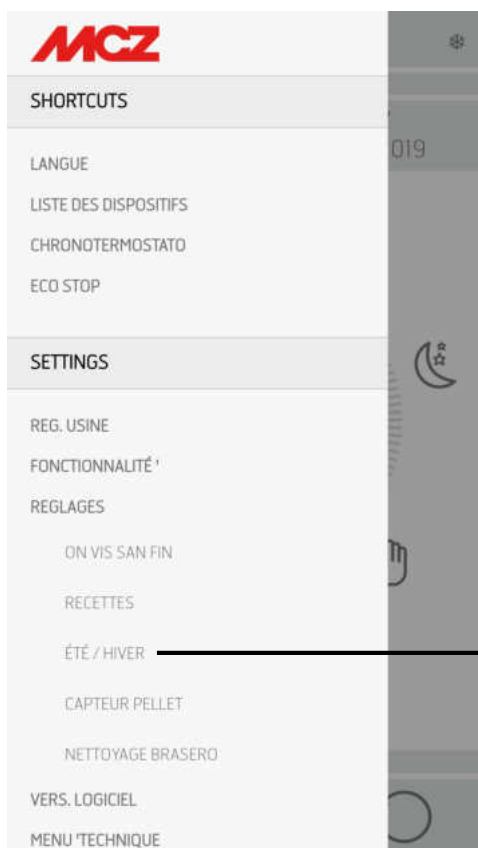 MCZ
SHORTCUTS
019
LANGUE
LISTE DES DISPOSITIFS
CHRONOTERMOSTATO
ECO STOP
SETTINGS
REG. USINE
FONCTIONNALITÉ '
REGLAGES
ON VIS SAN FIN
RECETTES
ÉTÉ / HIVER
CAPTEUR PELLET
NETTOYAGE BRASERO
VERS. LOGICIEL
MENU 'TECHNIQUE